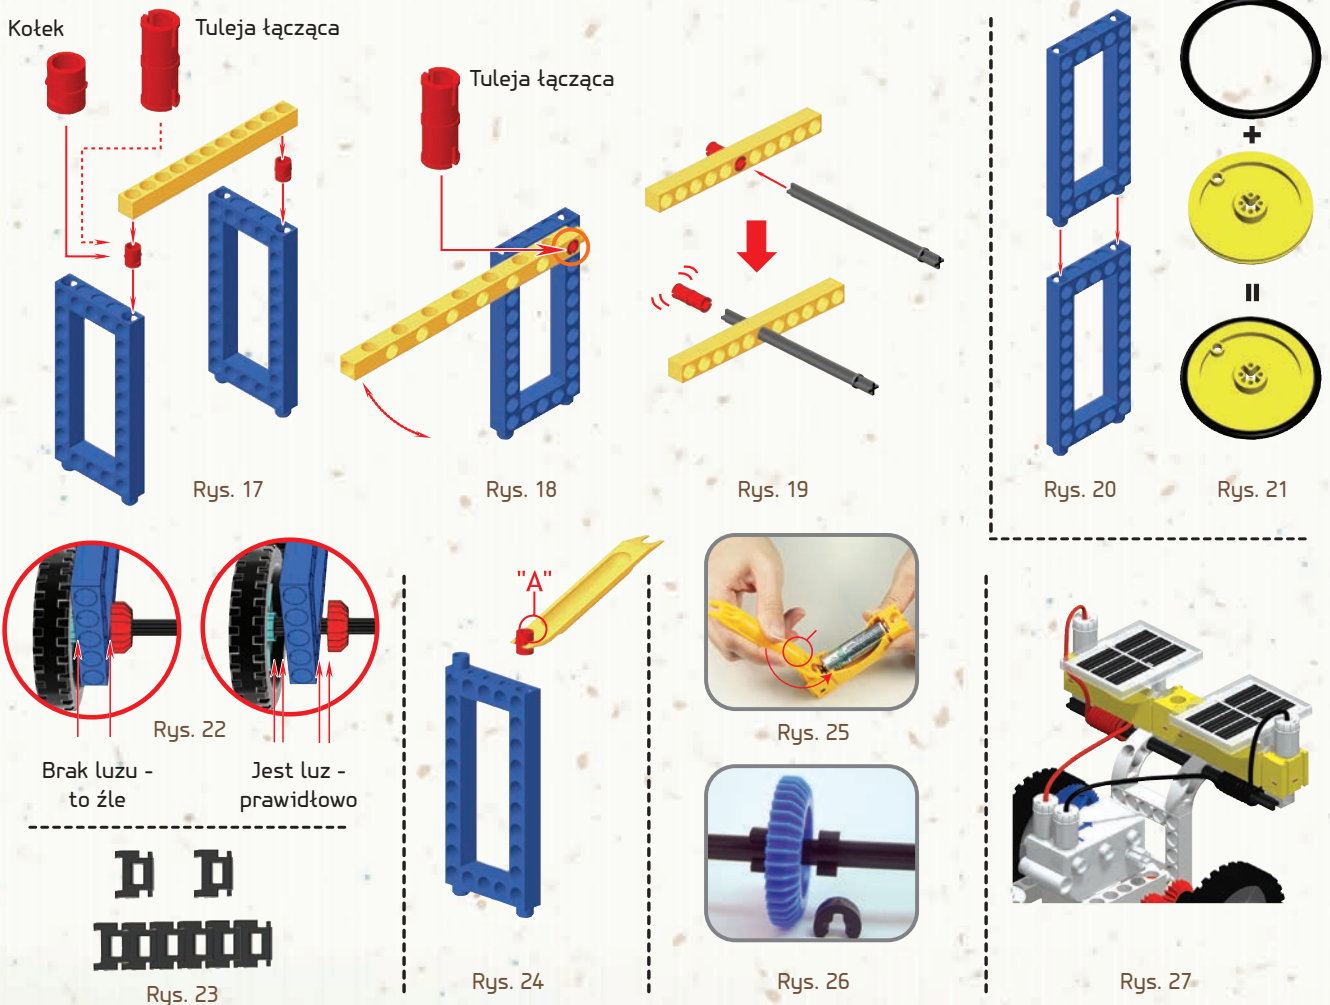 Kołek
Tuleja łącząca
Tuleja łącząca
+
=
Rys. 17
Rys. 18
Rys. 19
Rys. 20
Rys. 21
Rys. 22
Brak luzu -
to źle
Jest luz -
prawidłowo
Rys. 23
"A"
Rys. 24
Rys. 25
Rys. 26
Rys. 27